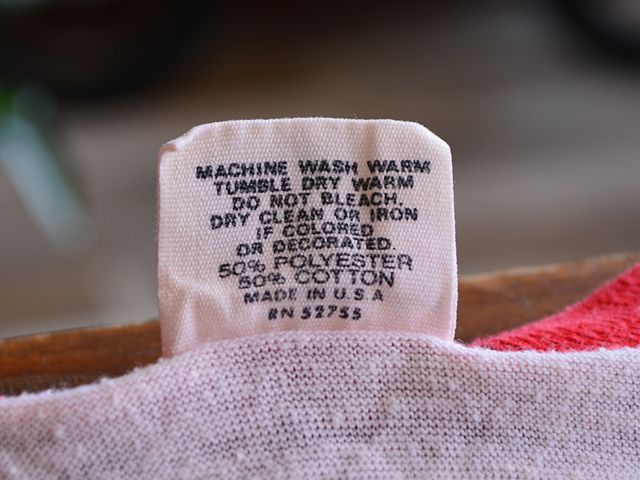 MACHINE WASH WARM
TUMBLE DRY WARM
DO NOT BLEACH.
DRY CLEAN OR IRON
IF COLORED
OR DECORATED.
50% POLYESTER
50% COTTON
MADE IN U.S.A
RN 52755